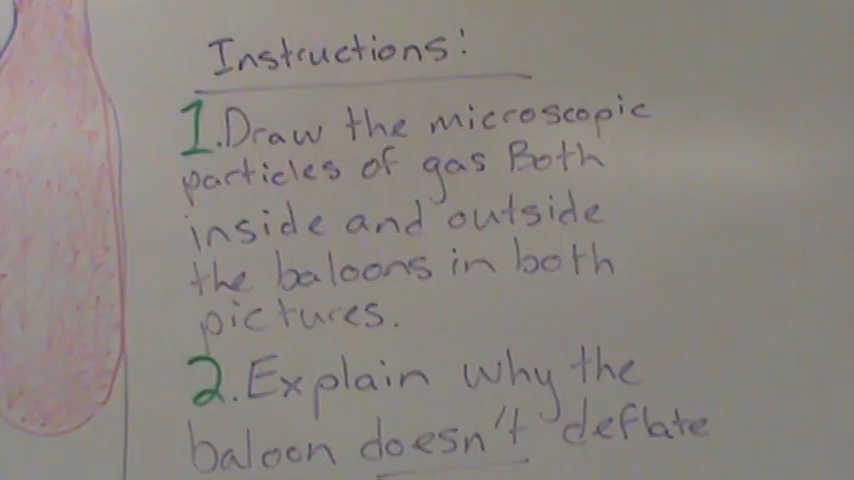 Instructions:
1. Draw the microscopic
particles of gas Both
inside and outside
the baloons in both
pictures.
2. Explain why the
baloon doesn't deflate